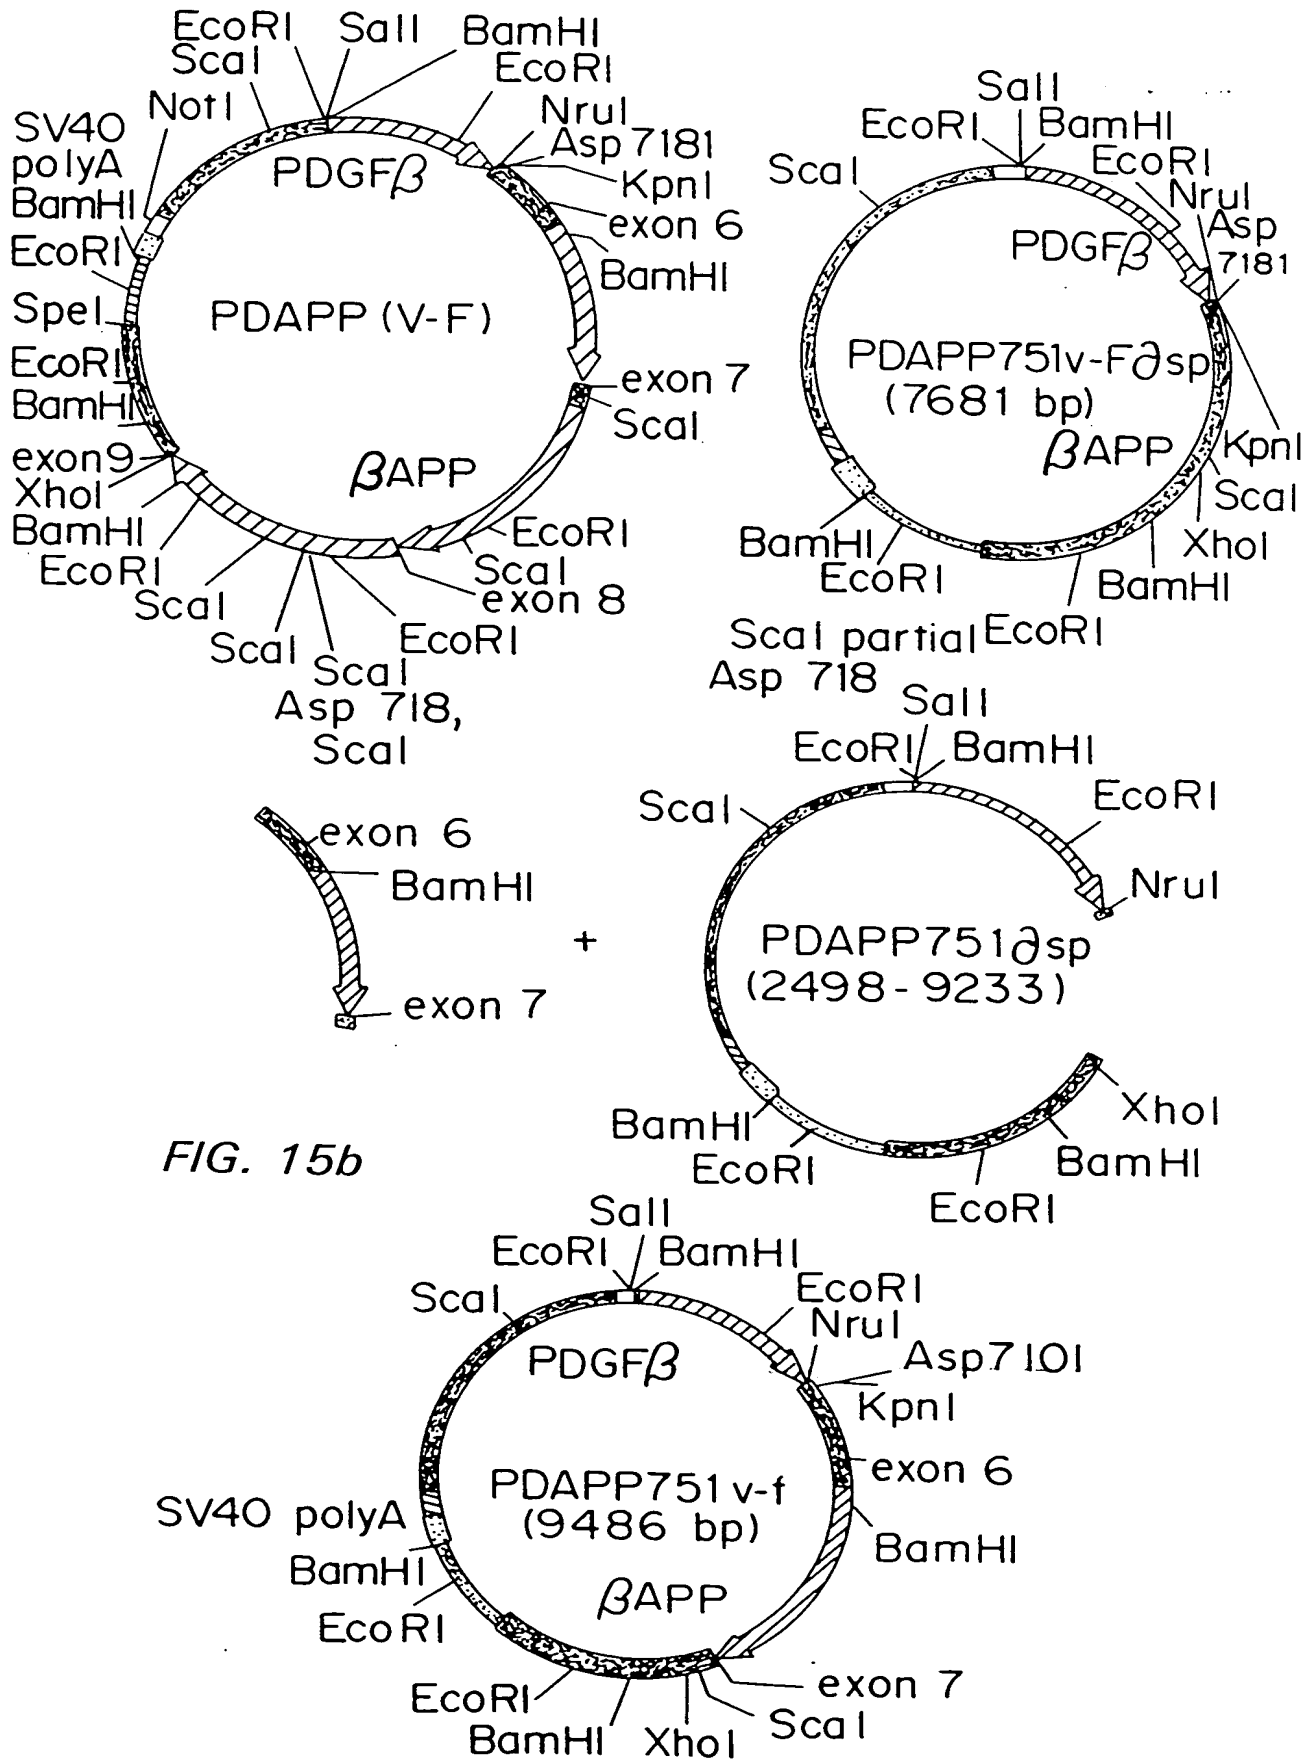 EcoRI
SalI
BamHI
ScaI
EcoRI
NotI
NruI
SV40
polyA
Asp 7181
KpnI
PDGFβ
BamHI
exon 6
EcoRI
BamHI
SpeI
PDAPP (V-F)
EcoRI
exon 7
BamHI
ScaI
exon9
XhoI
βAPP
BamHI
EcoRI
EcoRI
ScaI
ScaI
exon 8
ScaI
EcoRI
ScaI
Asp 718,
ScaI
SalI
EcoRI
BamHI
ScaI
EcoRI
NruI
Asp
7181
PDGFβ
PDAPP751v-F∂sp
(7681 bp)
βAPP
KpnI
ScaI
XhoI
BamHI
EcoRI
BamHI
EcoRI
ScaI partial
Asp 718
exon 6
BamHI
exon 7
+
SalI
EcoRI
BamHI
ScaI
EcoRI
NruI
PDAPP751∂sp
(2498-9233)
XhoI
BamHI
BamHI
EcoRI
EcoRI
FIG. 15b
SalI
EcoRI
BamHI
ScaI
EcoRI
NruI
PDGFβ
Asp7101
KpnI
exon 6
PDAPP751v-f
(9486 bp)
SV40 polyA
BamHI
BamHI
βAPP
EcoRI
exon 7
EcoRI
ScaI
BamHI
XhoI